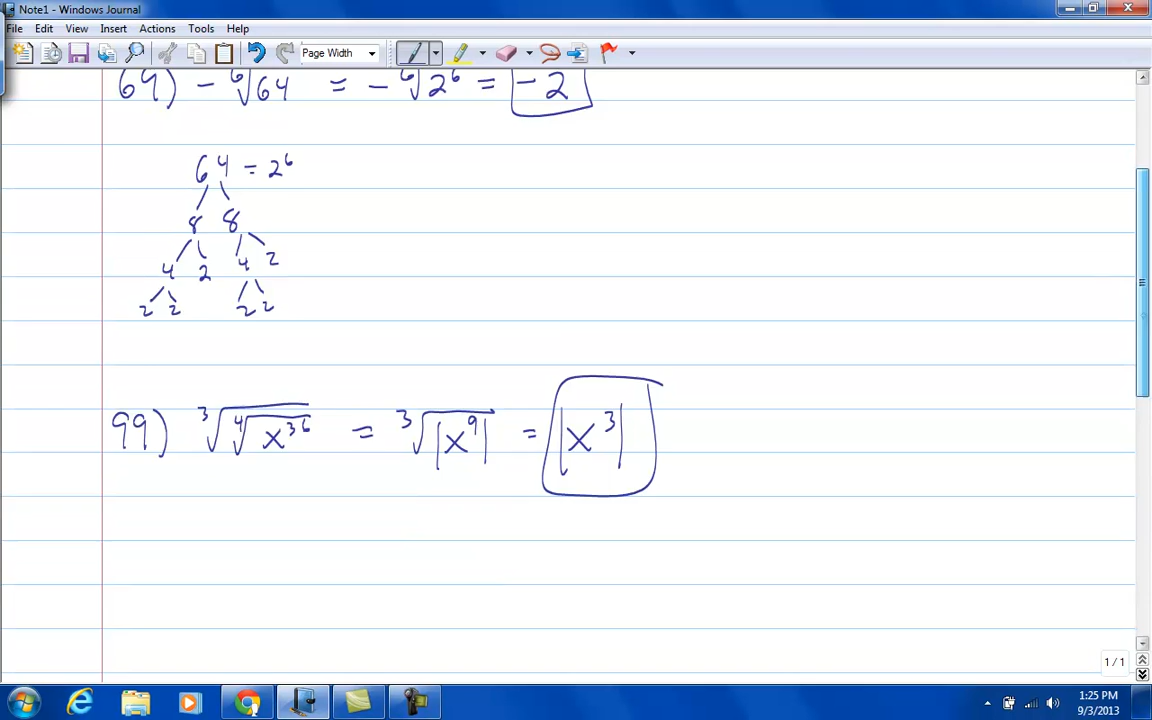 Note1 - Windows Journal
File Edit View Insert Actions Tools Help
Page Width
69) - ⁶√64 = - ⁶√2⁶ = -2
64 = 2⁶
8 8
4 2 4 2
2 2 2 2
99) ³√⁴√x³⁶ = ³√|x⁹| = |x³|
1 / 1
1:25 PM
9/3/2013